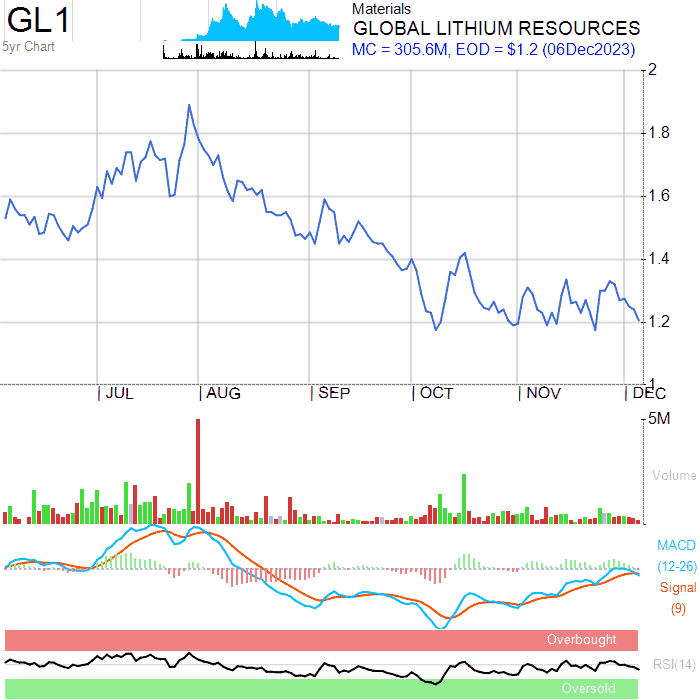 GL1
5yr Chart
Materials
GLOBAL LITHIUM RESOURCES
MC = 305.6M, EOD = $1.2 (06Dec2023)
2
1.8
1.6
1.4
1.2
1
JUL AUG SEP OCT NOV DEC
5M
Volume
MACD
(12-26)
Signal
(9)
Overbought
RSI(14)
Oversold